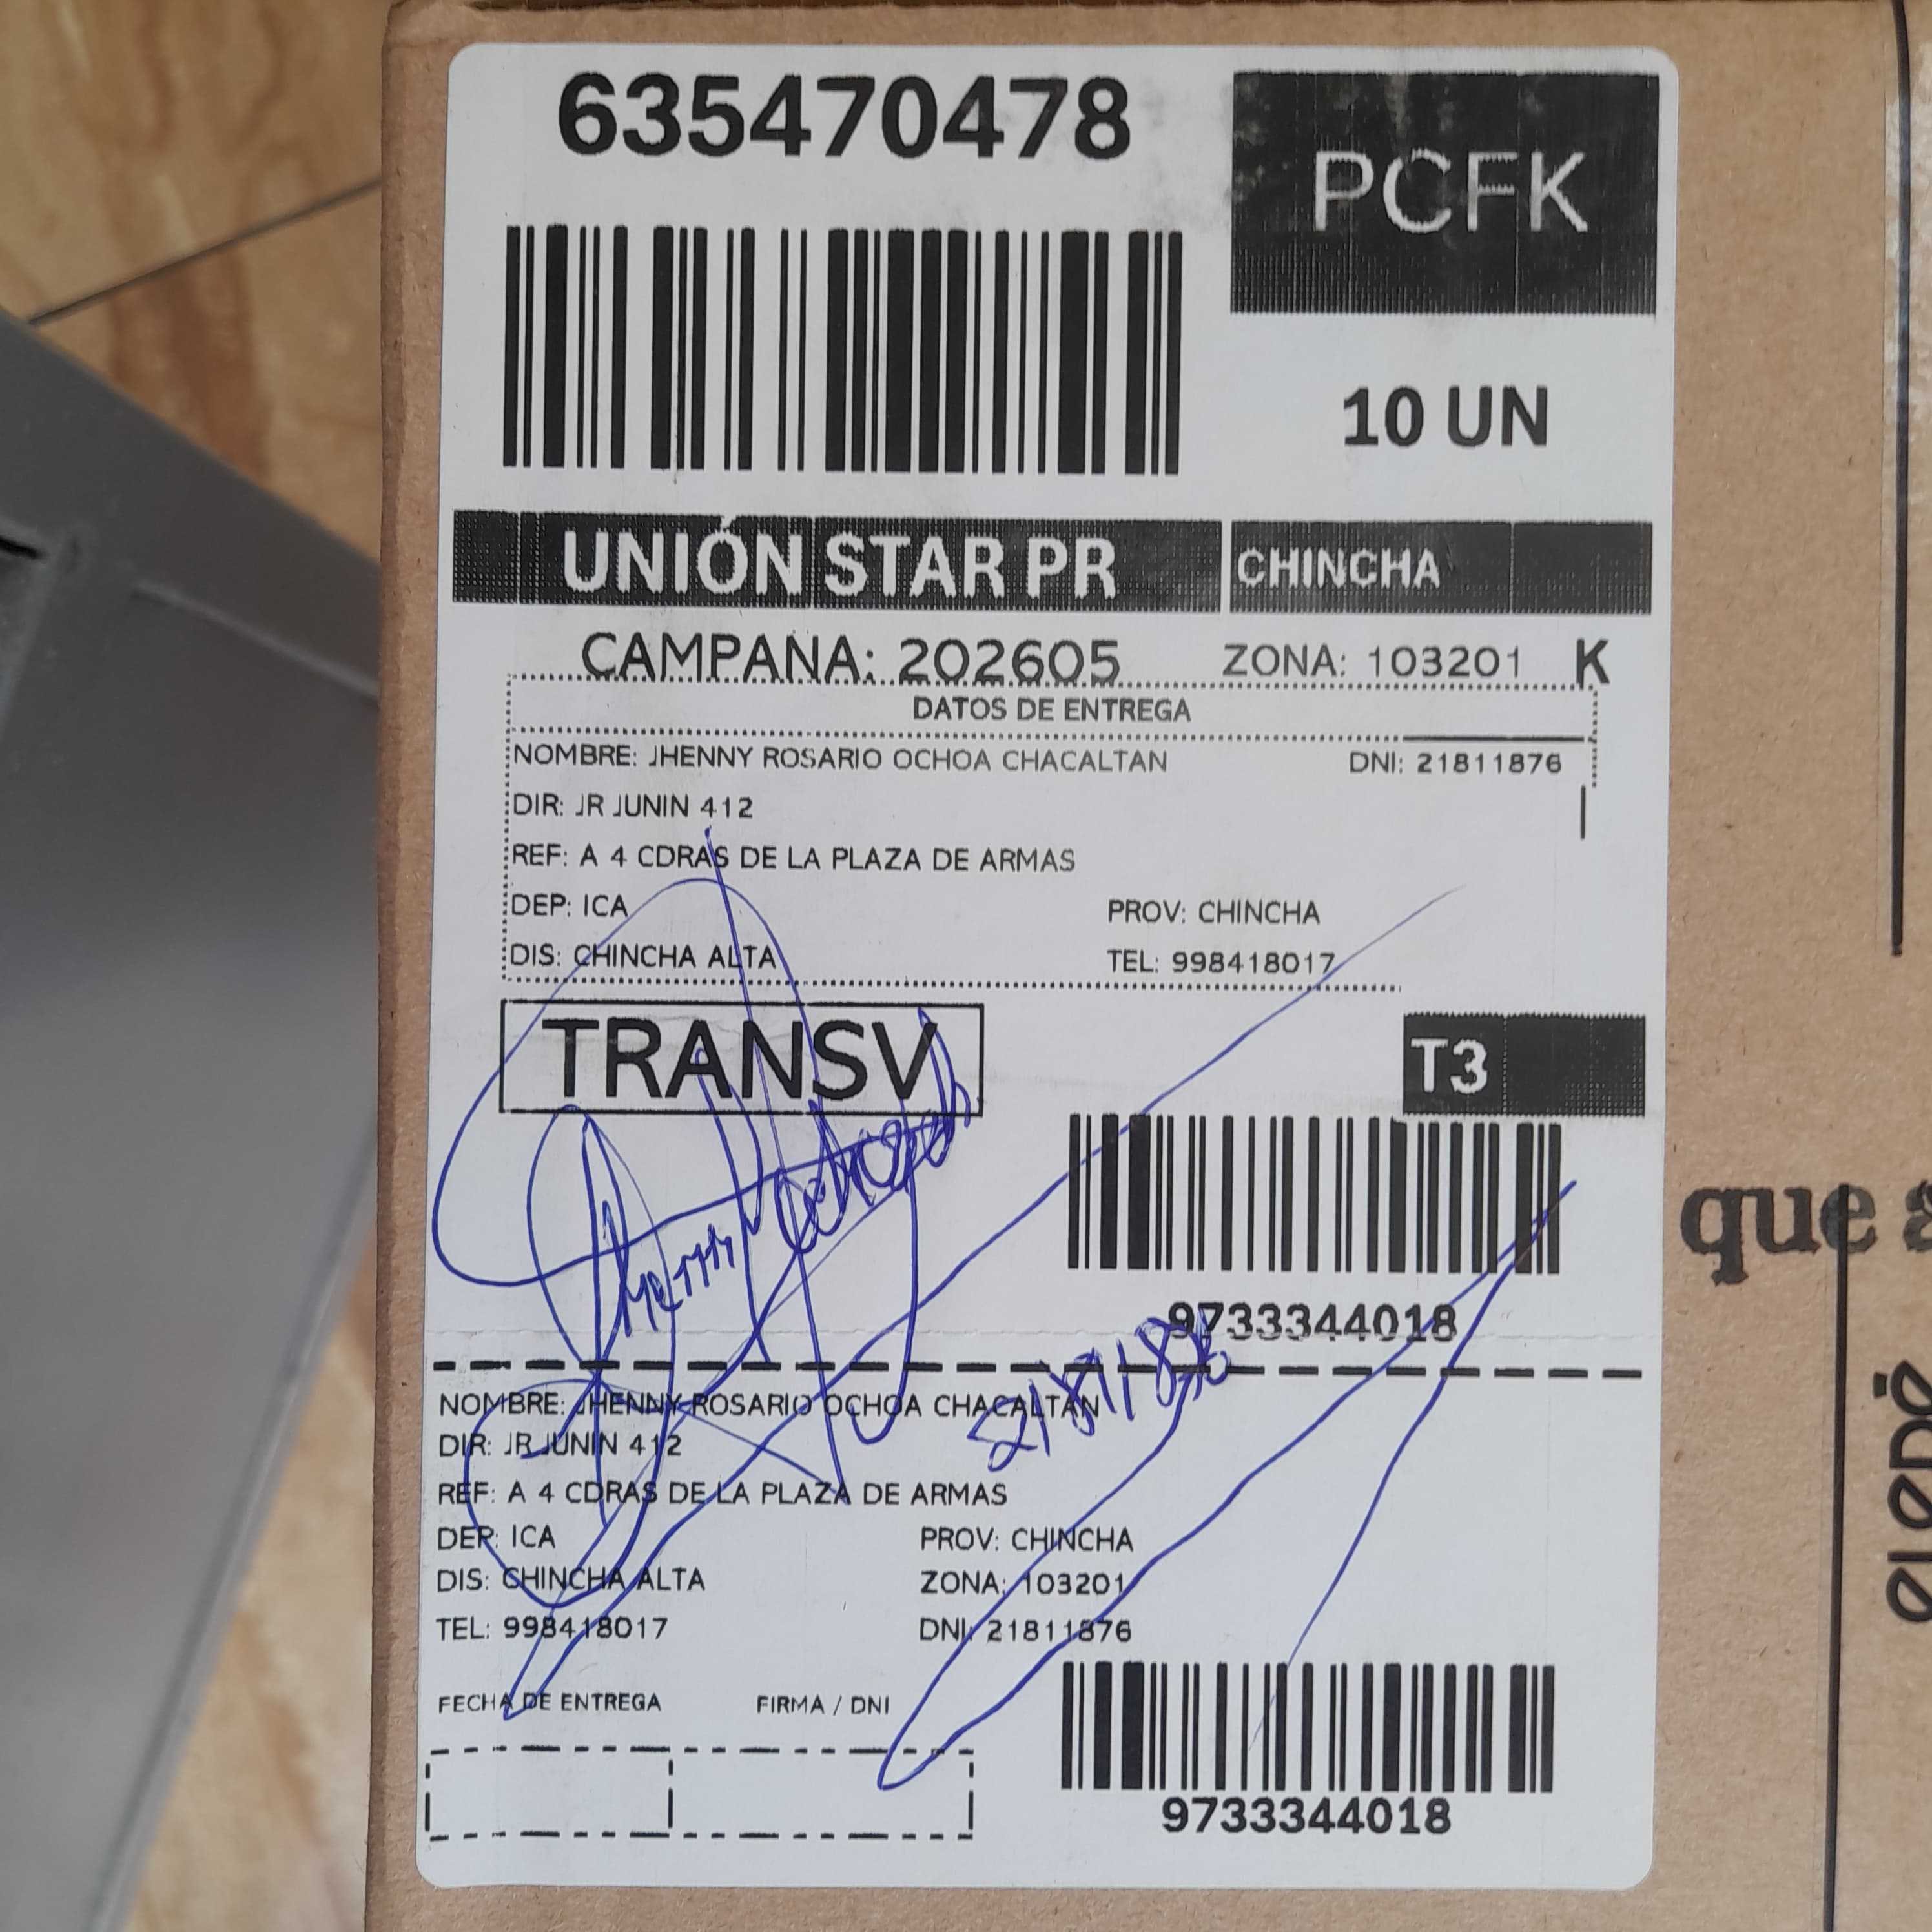 635470478
PCFK
10 UN
UNIÓN STAR PR
CHINCHA
CAMPANA: 202605 ZONA: 103201 K
DATOS DE ENTREGA
NOMBRE: JHENNY ROSARIO OCHOA CHACALTAN DNI: 21811876
DIR: JR JUNIN 412
REF: A 4 CDRAS DE LA PLAZA DE ARMAS
DEP: ICA PROV: CHINCHA
DIS: CHINCHA ALTA TEL: 998418017
TRANSV
T3
Jhenny Ochoa Ch
9733344018
21811876
NOMBRE: JHENNY ROSARIO OCHOA CHACALTAN
DIR: JR JUNIN 412
REF: A 4 CDRAS DE LA PLAZA DE ARMAS
DEP: ICA PROV: CHINCHA
DIS: CHINCHA ALTA ZONA: 103201
TEL: 998418017 DNI: 21811876
FECHA DE ENTREGA FIRMA / DNI
9733344018
que